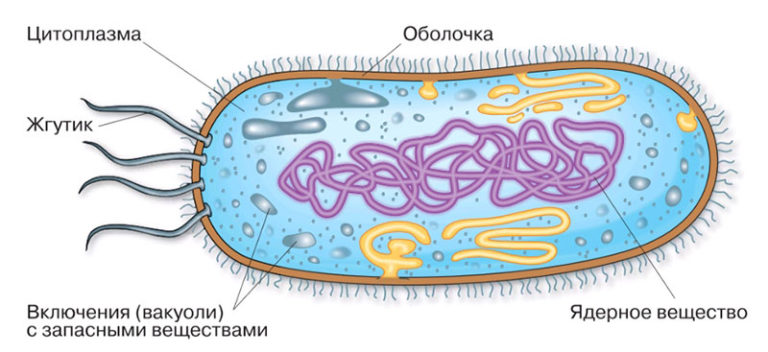 Цитоплазма
Оболочка
Жгутик
Включения (вакуоли)
с запасными веществами
Ядерное вещество